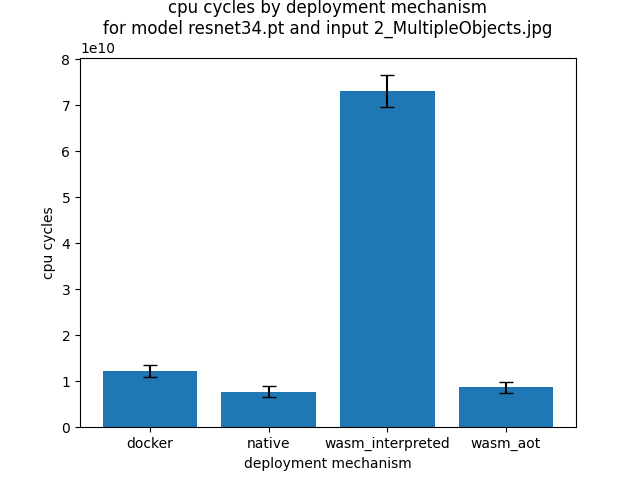 cpu cycles by deployment mechanism
for model resnet34.pt and input 2_MultipleObjects.jpg
1e10
8
7
6
5
4
3
2
1
0
cpu cycles
docker native wasm_interpreted wasm_aot
deployment mechanism